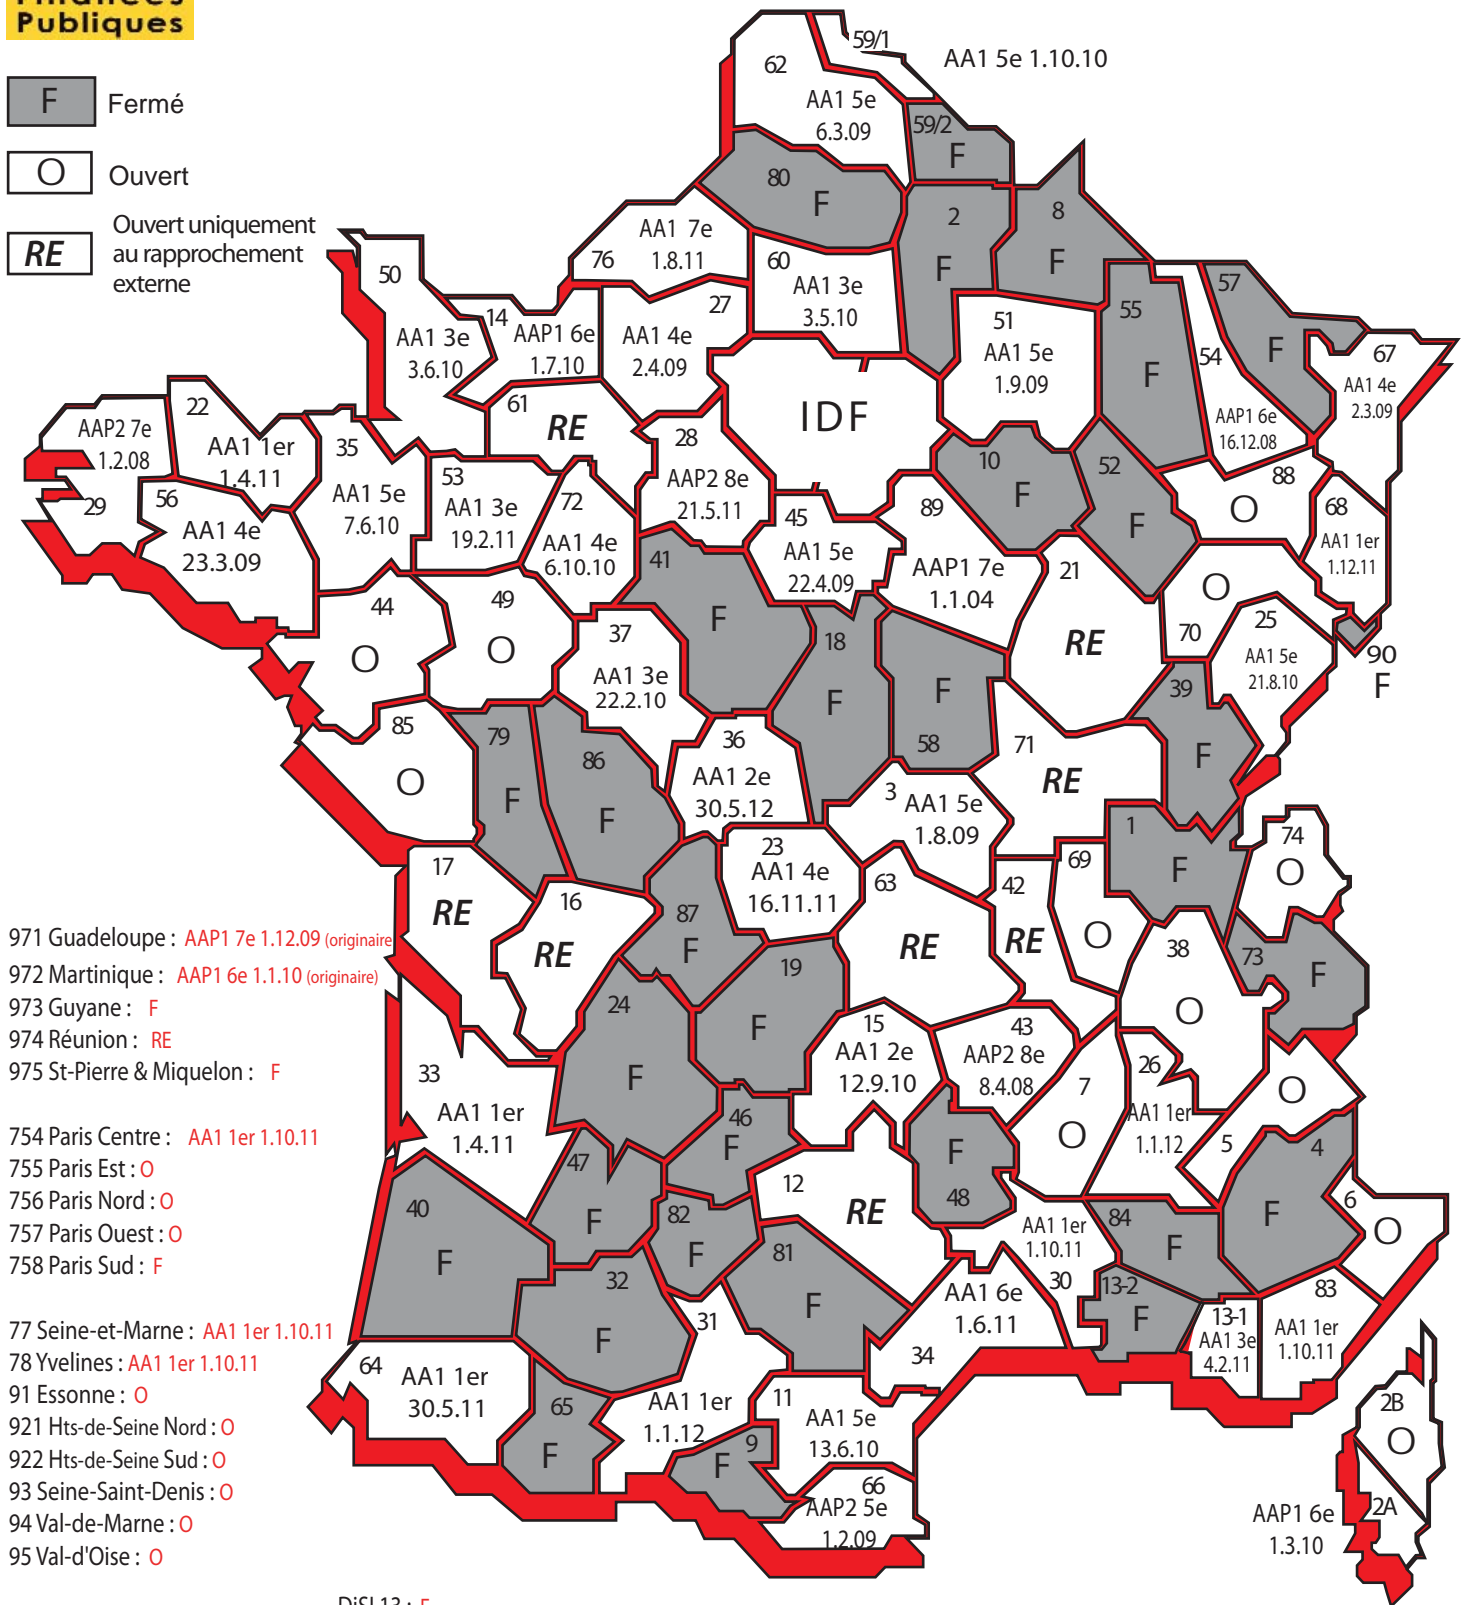 Finances
Publiques
F Fermé
O Ouvert
RE Ouvert uniquement
au rapprochement
externe
59/1
AA1 5e 1.10.10
62
AA1 5e
6.3.09
59/2
F
80
F
2
F
8
F
AA1 7e
76 1.8.11
60
AA1 3e
3.5.10
50
AA1 3e
3.6.10
14
AAP1 6e
1.7.10
27
AA1 4e
2.4.09
51
AA1 5e
1.9.09
55
F
57
F
54
AAP1 6e
16.12.08
67
AA1 4e
2.3.09
61
RE
IDF
AAP2 7e
1.2.08
29
22
AA1 1er
1.4.11
35
AA1 5e
7.6.10
56
AA1 4e
23.3.09
53
AA1 3e
19.2.11
72
AA1 4e
6.10.10
28
AAP2 8e
21.5.11
45
AA1 5e
22.4.09
89
AAP1 7e
1.1.04
10
F
52
F
88
O
68
AA1 1er
1.12.11
41
F
21
RE
O
70
25
AA1 5e
21.8.10
90
F
44
O
49
O
37
AA1 3e
22.2.10
18
F
F
58
39
F
85
O
79
F
86
F
36
AA1 2e
30.5.12
71
RE
3
AA1 5e
1.8.09
1
F
74
O
17
RE
16
RE
23
AA1 4e
16.11.11
87
F
63
RE
42
RE
69
O
38
O
73
F
19
F
24
F
15
AA1 2e
12.9.10
43
AAP2 8e
8.4.08
7
O
26
AA1 1er
1.1.12
O
5
33
AA1 1er
1.4.11
46
F
47
F
F
48
12
RE
4
F
6
O
40
F
82
F
81
F
32
F
AA1 1er
1.10.11
30
84
F
13-2
F
13-1
AA1 3e
4.2.11
83
AA1 1er
1.10.11
AA1 6e
1.6.11
34
31
AA1 1er
1.1.12
64
AA1 1er
30.5.11
65
F
9
F
11
AA1 5e
13.6.10
66
AAP2 5e
1.2.09
2B
O
2A
AAP1 6e
1.3.10
971 Guadeloupe : AAP1 7e 1.12.09 (originaire
972 Martinique : AAP1 6e 1.1.10 (originaire)
973 Guyane : F
974 Réunion : RE
975 St-Pierre & Miquelon : F
754 Paris Centre : AA1 1er 1.10.11
755 Paris Est : O
756 Paris Nord : O
757 Paris Ouest : O
758 Paris Sud : F
77 Seine-et-Marne : AA1 1er 1.10.11
78 Yvelines : AA1 1er 1.10.11
91 Essonne : O
921 Hts-de-Seine Nord : O
922 Hts-de-Seine Sud : O
93 Seine-Saint-Denis : O
94 Val-de-Marne : O
95 Val-d'Oise : O
DiSI 13 : F